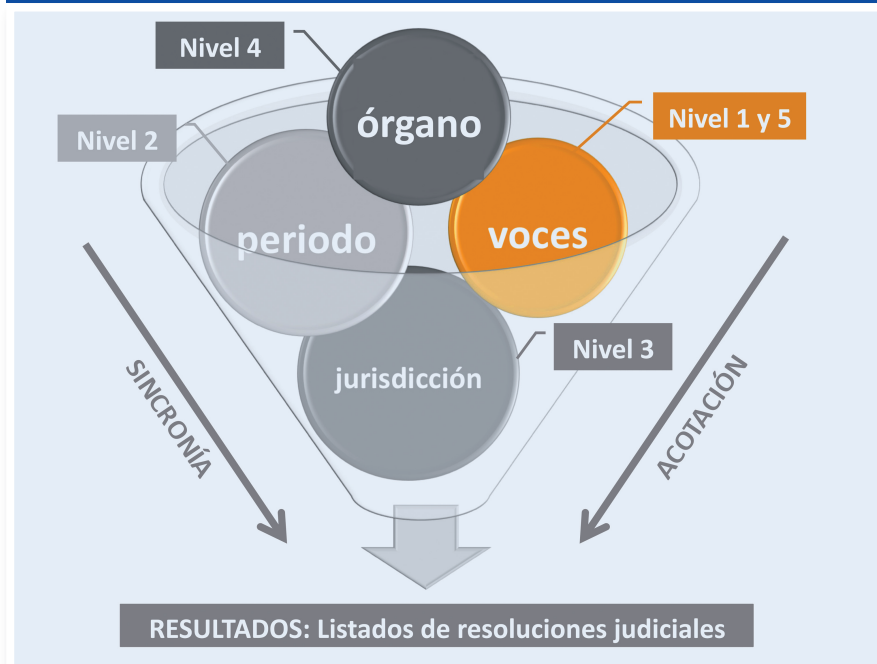 Nivel 4
órgano
Nivel 1 y 5
Nivel 2
periodo
voces
Nivel 3
jurisdicción
SINCRONÍA
ACOTACIÓN
RESULTADOS: Listados de resoluciones judiciales